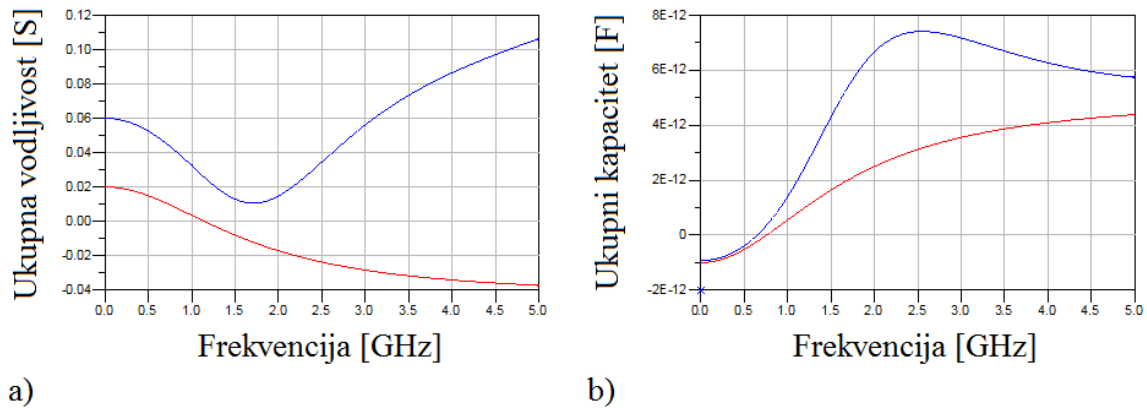 Ukupna vodljivost [S]
0.12
0.10
0.08
0.06
0.04
0.02
0.00
-0.02
-0.04
0.0 0.5 1.0 1.5 2.0 2.5 3.0 3.5 4.0 4.5 5.0
Frekvencija [GHz]
a)
Ukupni kapacitet [F]
8E-12
6E-12
4E-12
2E-12
0
-2E-12
0.0 0.5 1.0 1.5 2.0 2.5 3.0 3.5 4.0 4.5 5.0
Frekvencija [GHz]
b)